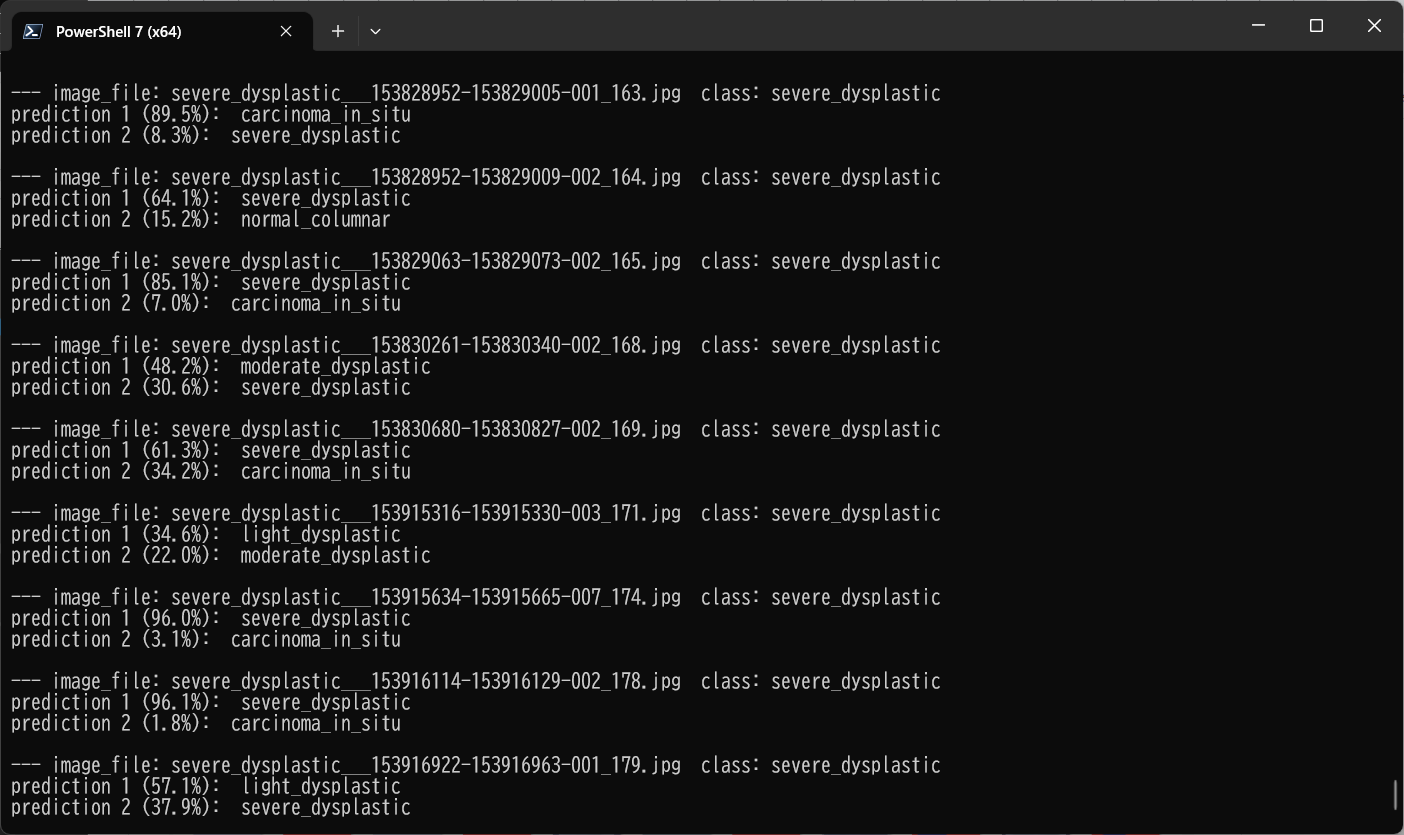 PowerShell 7 (x64)
--- image_file: severe_dysplastic___153828952-153829005-001_163.jpg  class: severe_dysplastic
prediction 1 (89.5%):  carcinoma_in_situ
prediction 2 (8.3%):  severe_dysplastic
--- image_file: severe_dysplastic___153828952-153829009-002_164.jpg  class: severe_dysplastic
prediction 1 (64.1%):  severe_dysplastic
prediction 2 (15.2%):  normal_columnar
--- image_file: severe_dysplastic___153829063-153829073-002_165.jpg  class: severe_dysplastic
prediction 1 (85.1%):  severe_dysplastic
prediction 2 (7.0%):  carcinoma_in_situ
--- image_file: severe_dysplastic___153830261-153830340-002_168.jpg  class: severe_dysplastic
prediction 1 (48.2%):  moderate_dysplastic
prediction 2 (30.6%):  severe_dysplastic
--- image_file: severe_dysplastic___153830680-153830827-002_169.jpg  class: severe_dysplastic
prediction 1 (61.3%):  severe_dysplastic
prediction 2 (34.2%):  carcinoma_in_situ
--- image_file: severe_dysplastic___153915316-153915330-003_171.jpg  class: severe_dysplastic
prediction 1 (34.6%):  light_dysplastic
prediction 2 (22.0%):  moderate_dysplastic
--- image_file: severe_dysplastic___153915634-153915665-007_174.jpg  class: severe_dysplastic
prediction 1 (96.0%):  severe_dysplastic
prediction 2 (3.1%):  carcinoma_in_situ
--- image_file: severe_dysplastic___153916114-153916129-002_178.jpg  class: severe_dysplastic
prediction 1 (96.1%):  severe_dysplastic
prediction 2 (1.8%):  carcinoma_in_situ
--- image_file: severe_dysplastic___153916922-153916963-001_179.jpg  class: severe_dysplastic
prediction 1 (57.1%):  light_dysplastic
prediction 2 (37.9%):  severe_dysplastic